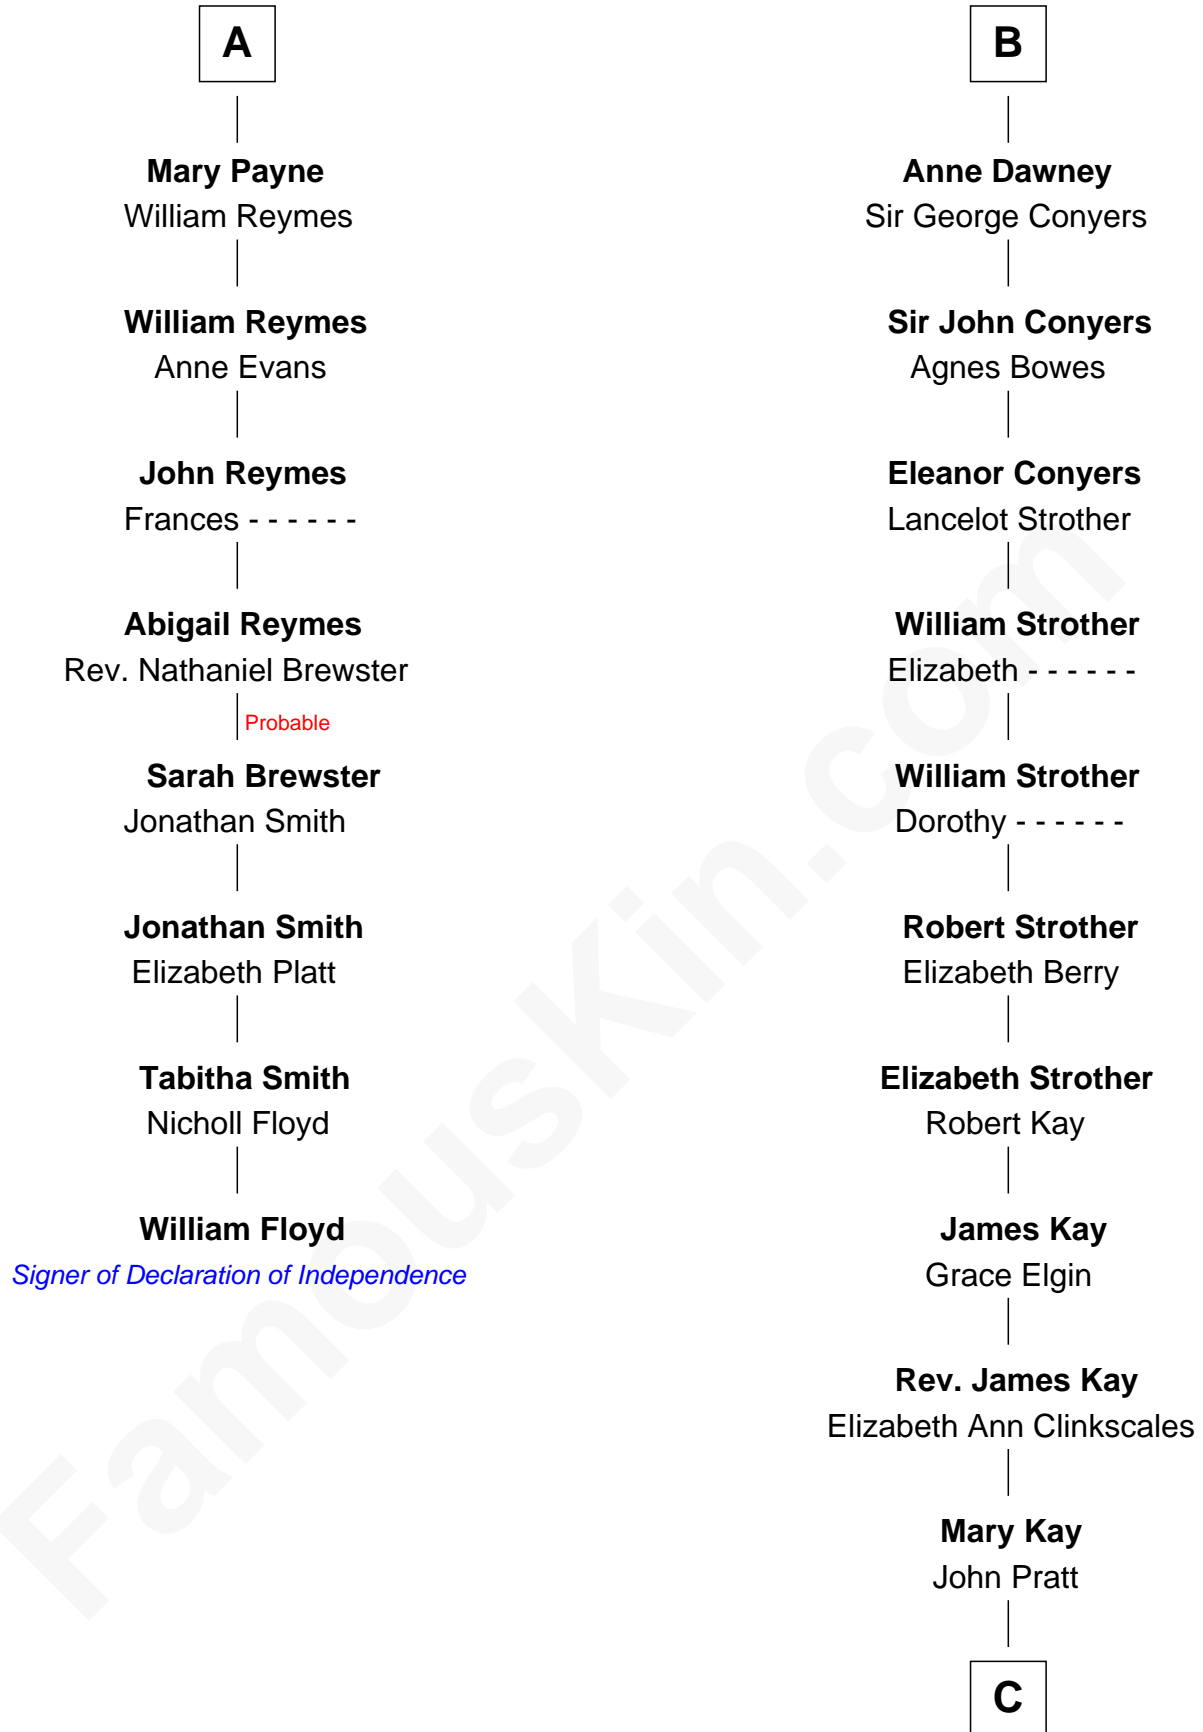 A
Mary Payne
William Reymes
William Reymes
Anne Evans
John Reymes
Frances - - - - - -
Abigail Reymes
Rev. Nathaniel Brewster
Probable
Sarah Brewster
Jonathan Smith
Jonathan Smith
Elizabeth Platt
Tabitha Smith
Nicholl Floyd
William Floyd
Signer of Declaration of Independence
B
Anne Dawney
Sir George Conyers
Sir John Conyers
Agnes Bowes
Eleanor Conyers
Lancelot Strother
William Strother
Elizabeth - - - - - -
William Strother
Dorothy - - - - - -
Robert Strother
Elizabeth Berry
Elizabeth Strother
Robert Kay
James Kay
Grace Elgin
Rev. James Kay
Elizabeth Ann Clinkscales
Mary Kay
John Pratt
C
FamousKin.com